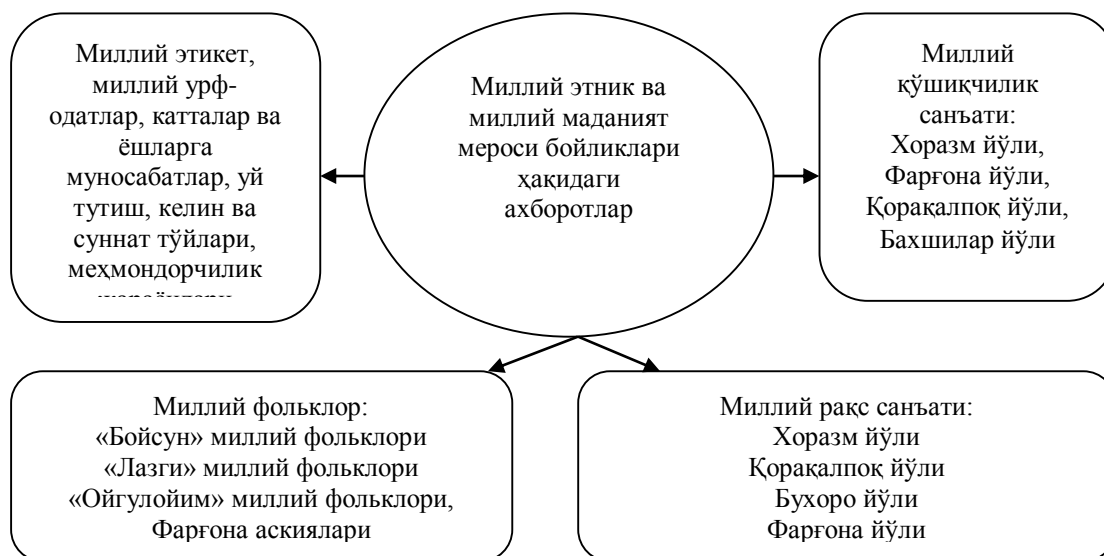 Миллий этикет,
миллий урф-
одатлар, катталар ва
ёшларга
муносабатлар, уй
тутиш, келин ва
суннат тўйлари,
меҳмондорчилик
Миллий этник ва
миллий маданият
мероси бойликлари
ҳақидаги
ахборотлар
Миллий
қўшиқчилик
санъати:
Хоразм йўли,
Фарғона йўли,
Қорақалпоқ йўли,
Бахшилар йўли
Миллий фольклор:
«Бойсун» миллий фольклори
«Лазги» миллий фольклори
«Ойгулойим» миллий фольклори,
Фарғона аскиялари
Миллий рақс санъати:
Хоразм йўли
Қорақалпоқ йўли
Бухоро йўли
Фарғона йўли